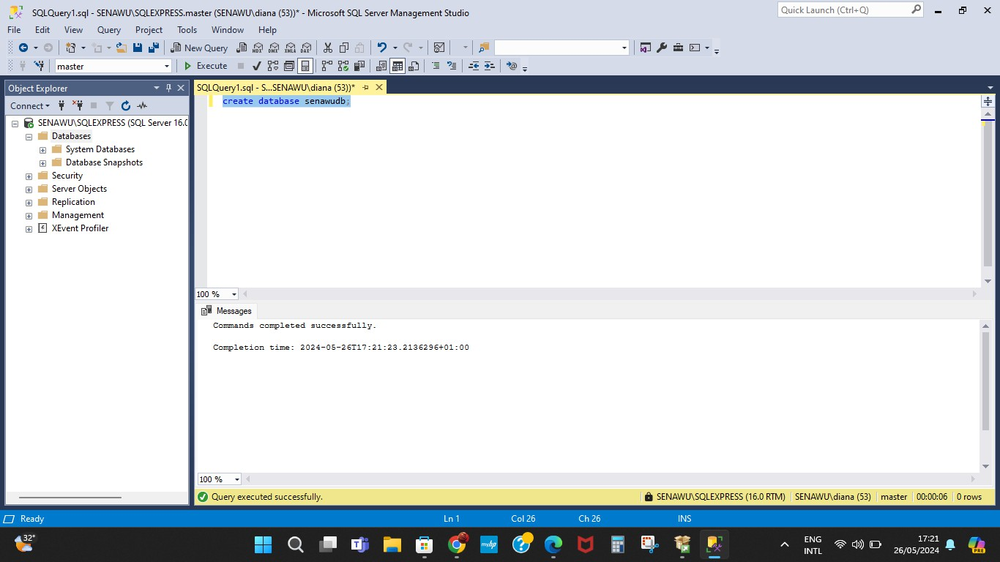 SQLQuery1.sql - SENAWU\SQLEXPRESS.master (SENAWU\diana (53))* - Microsoft SQL Server Management Studio
Quick Launch (Ctrl+Q)
File Edit View Query Project Tools Window Help
New Query MDX DMX XMLA DAX
master Execute
Object Explorer
SQLQuery1.sql - S...SENAWU\diana (53))*
Connect
create database senawudb;
SENAWU\SQLEXPRESS (SQL Server 16.0
Databases
System Databases
Database Snapshots
Security
Server Objects
Replication
Management
XEvent Profiler
100 %
Messages
Commands completed successfully.
Completion time: 2024-05-26T17:21:23.2136296+01:00
100 %
Query executed successfully. SENAWU\SQLEXPRESS (16.0 RTM) SENAWU\diana (53) master 00:00:06 0 rows
Ready Ln 1 Col 26 Ch 26 INS
32°
myhp
ENG
INTL
17:21
26/05/2024
PRE